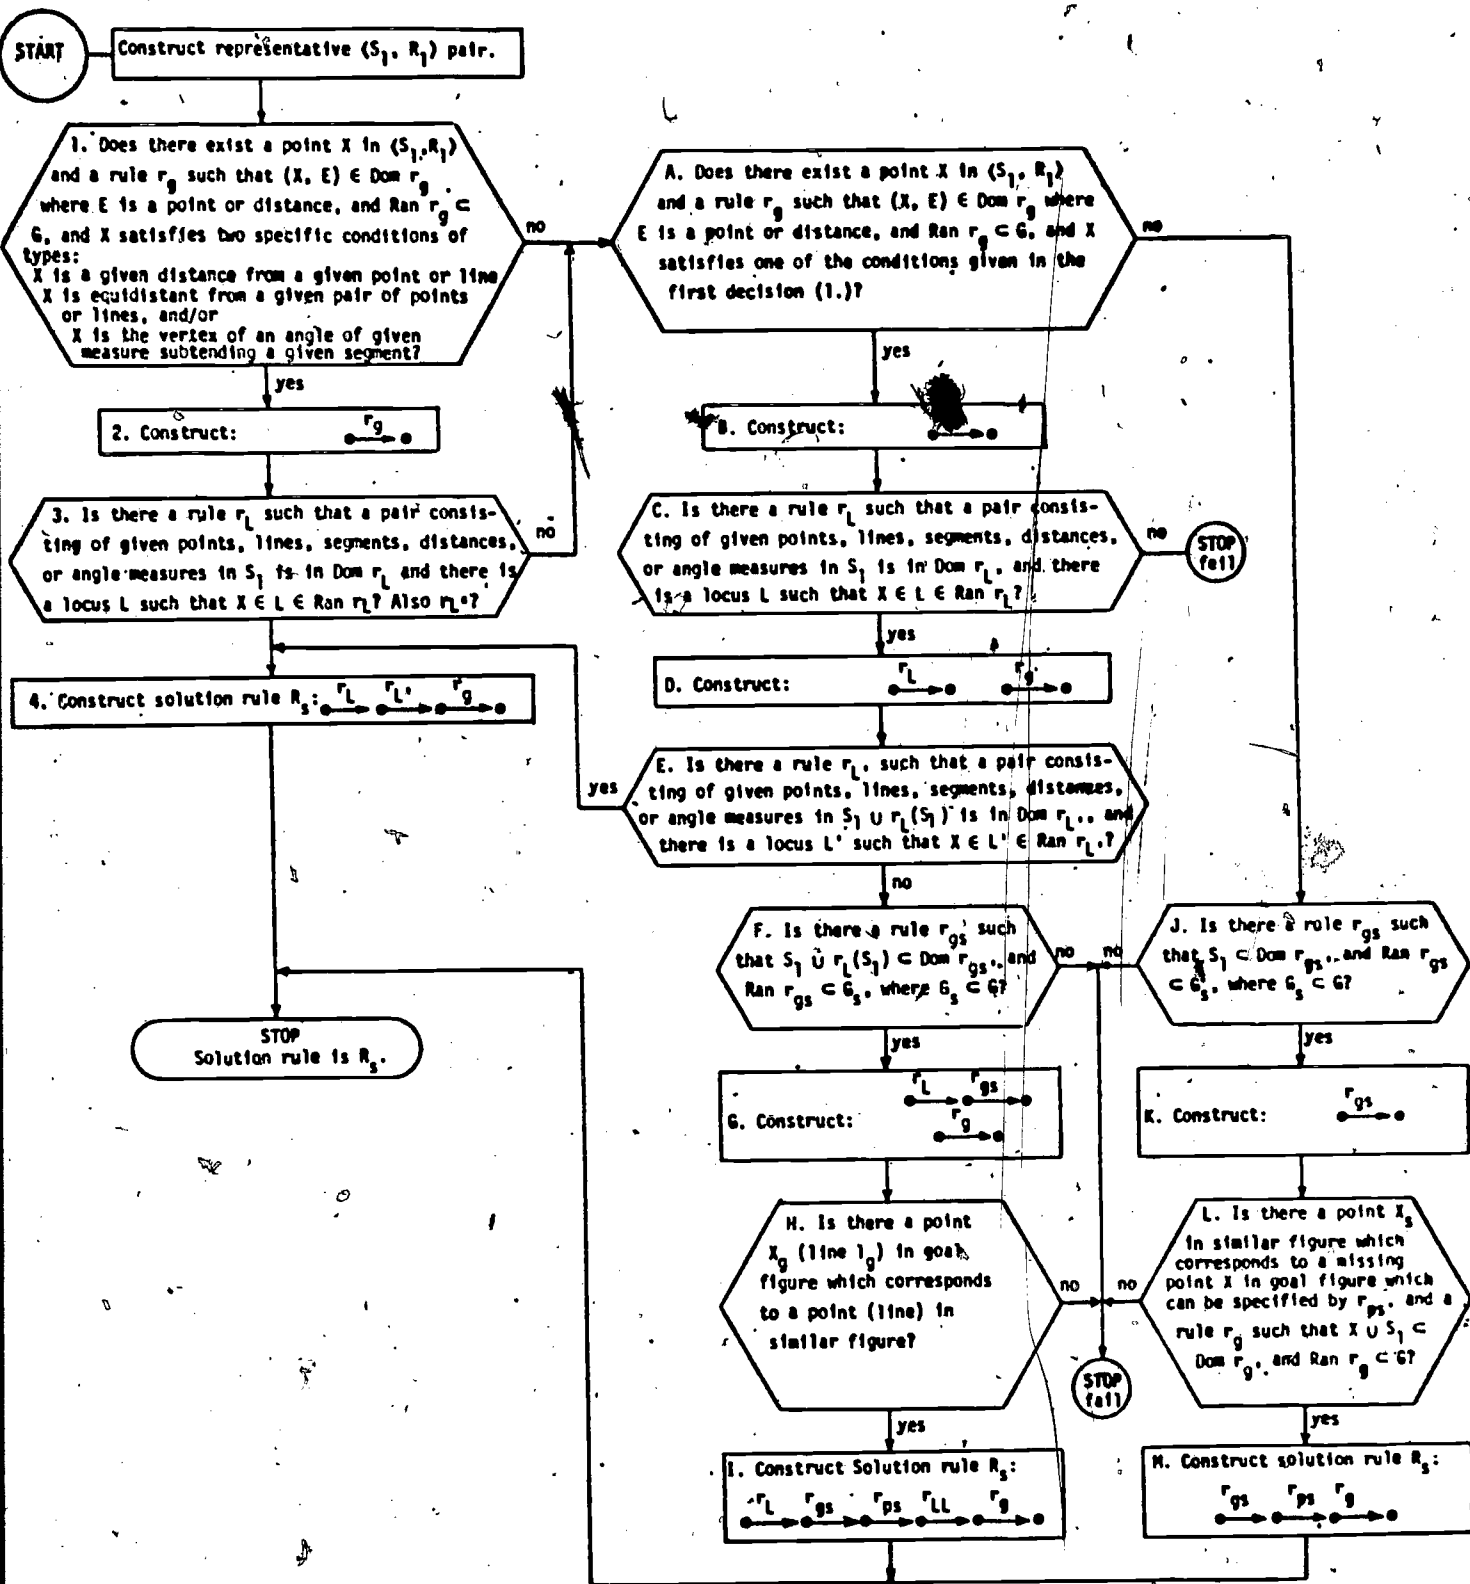 START
Construct representative (S₁, R₁) pair.
1. Does there exist a point X in (S₁,R₁)
and a rule r_g such that (X, E) ∈ Dom r_g
where E is a point or distance, and Ran r_g ⊂
G, and X satisfies two specific conditions of
types:
X is a given distance from a given point or line
X is equidistant from a given pair of points
or lines, and/or
X is the vertex of an angle of given
measure subtending a given segment?
no
yes
2. Construct:
r_g
3. Is there a rule r_L such that a pair consis-
ting of given points, lines, segments, distances,
or angle measures in S₁ is in Dom r_L and there is
a locus L such that X ∈ L ∈ Ran r_L? Also r_L'?
no
4. Construct solution rule R_s: r_L r_L' r_g
STOP
Solution rule is R_s.
A. Does there exist a point X in (S₁, R₁)
and a rule r_g such that (X, E) ∈ Dom r_g where
E is a point or distance, and Ran r_g ⊂ G, and X
satisfies one of the conditions given in the
first decision (1.)?
no
yes
B. Construct:
C. Is there a rule r_L such that a pair consis-
ting of given points, lines, segments, distances,
or angle measures in S₁ is in Dom r_L, and there
is a locus L such that X ∈ L ∈ Ran r_L?
no
STOP
fail
yes
D. Construct:
r_L r_g
E. Is there a rule r_L, such that a pair consis-
ting of given points, lines, segments, distances,
or angle measures in S₁ ∪ r_L(S₁) is in Dom r_L', and
there is a locus L' such that X ∈ L' ∈ Ran r_L'?
yes
no
F. Is there a rule r_gs such
that S₁ ∪ r_L(S₁) ⊂ Dom r_gs, and
Ran r_gs ⊂ G_s, where G_s ⊂ G?
no
yes
G. Construct:
r_L r_gs
r_g
H. Is there a point
X_g (line l_g) in goal
figure which corresponds
to a point (line) in
similar figure?
no
yes
I. Construct Solution rule R_s:
r_L r_gs r_ps r_LL r_g
J. Is there a role r_gs such
that S₁ ⊂ Dom r_gs, and Ran r_gs
⊂ G_s, where G_s ⊂ G?
no
yes
K. Construct:
r_gs
L. Is there a point X_s
in similar figure which
corresponds to a missing
point X in goal figure which
can be specified by r_ps, and a
rule r_g such that X ∪ S₁ ⊂
Dom r_g, and Ran r_g ⊂ G?
no
STOP
fail
yes
M. Construct solution rule R_s:
r_gs r_ps r_g